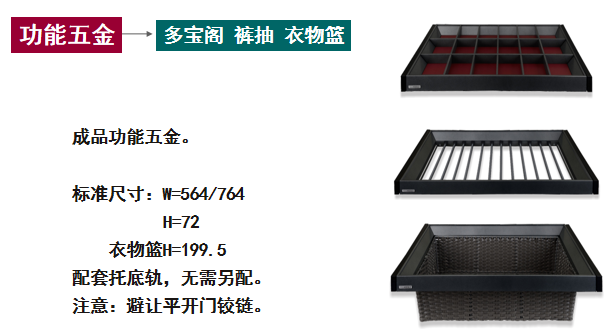 功能五金 多宝阁 裤抽 衣物篮
成品功能五金。
标准尺寸：W=564/764
H=72
衣物篮H=199.5
配套托底轨，无需另配。
注意：避让平开门铰链。